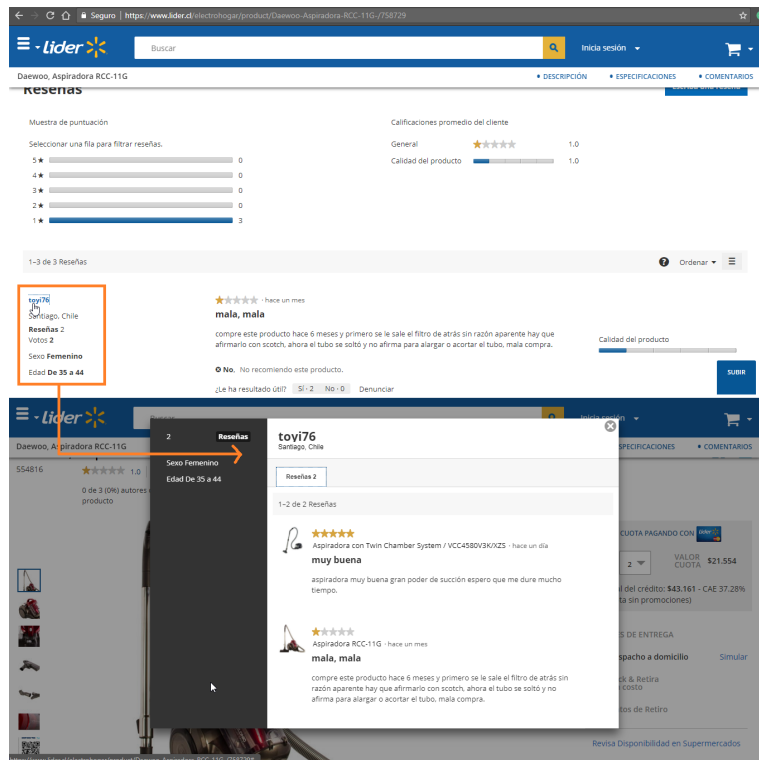 Seguro | https://www.lider.cl/electrohogar/product/Daewoo-Aspiradora-RCC-11G-/758729
lider
Buscar
Inicia sesión
Daewoo, Aspiradora RCC-11G
• DESCRIPCIÓN • ESPECIFICACIONES • COMENTARIOS
Reseñas
Muestra de puntuación
Calificaciones promedio del cliente
Seleccionar una fila para filtrar reseñas.
General ★★★★★ 1.0
Calidad del producto 1.0
5★ 0
4★ 0
3★ 0
2★ 0
1★ 3
1–3 de 3 Reseñas
Ordenar ▼
toyi76
Santiago, Chile
Reseñas 2
Votos 2
Sexo Femenino
Edad De 35 a 44
★★★★★ · hace un mes
mala, mala
compre este producto hace 6 meses y primero se le sale el filtro de atrás sin razón aparente hay que
afirmarlo con scotch, ahora el tubo se soltó y no afirma para alargar o acortar el tubo, mala compra.
No, No recomiendo este producto.
¿Le ha resultado útil? Sí · 2 No · 0 Denunciar
Calidad del producto
SUBIR
lider
Buscar
Inicia sesión
Daewoo, Aspiradora RCC-11G
ESPECIFICACIONES • COMENTARIOS
554816
★★★★★ 1.0
0 de 3 (0%) autores
producto
2 Reseñas
Sexo Femenino
Edad De 35 a 44
toyi76
Santiago, Chile
Reseñas 2
1–2 de 2 Reseñas
★★★★★
Aspiradora con Twin Chamber System / VCC4580V3K/XZS · hace un día
muy buena
aspiradora muy buena gran poder de succión espero que me dure mucho
tiempo.
★★★★★
Aspiradora RCC-11G · hace un mes
mala, mala
compre este producto hace 6 meses y primero se le sale el filtro de atrás sin
razón aparente hay que afirmarlo con scotch, ahora el tubo se soltó y no
afirma para alargar o acortar el tubo, mala compra.
CUOTA PAGANDO CON
2
VALOR
CUOTA $21.554
del crédito: $43.161 - CAE 37.28%
sin promociones)
DE ENTREGA
spacho a domicilio Simular
ck & Retira
costo
tos de Retiro
Revisa Disponibilidad en Supermercados